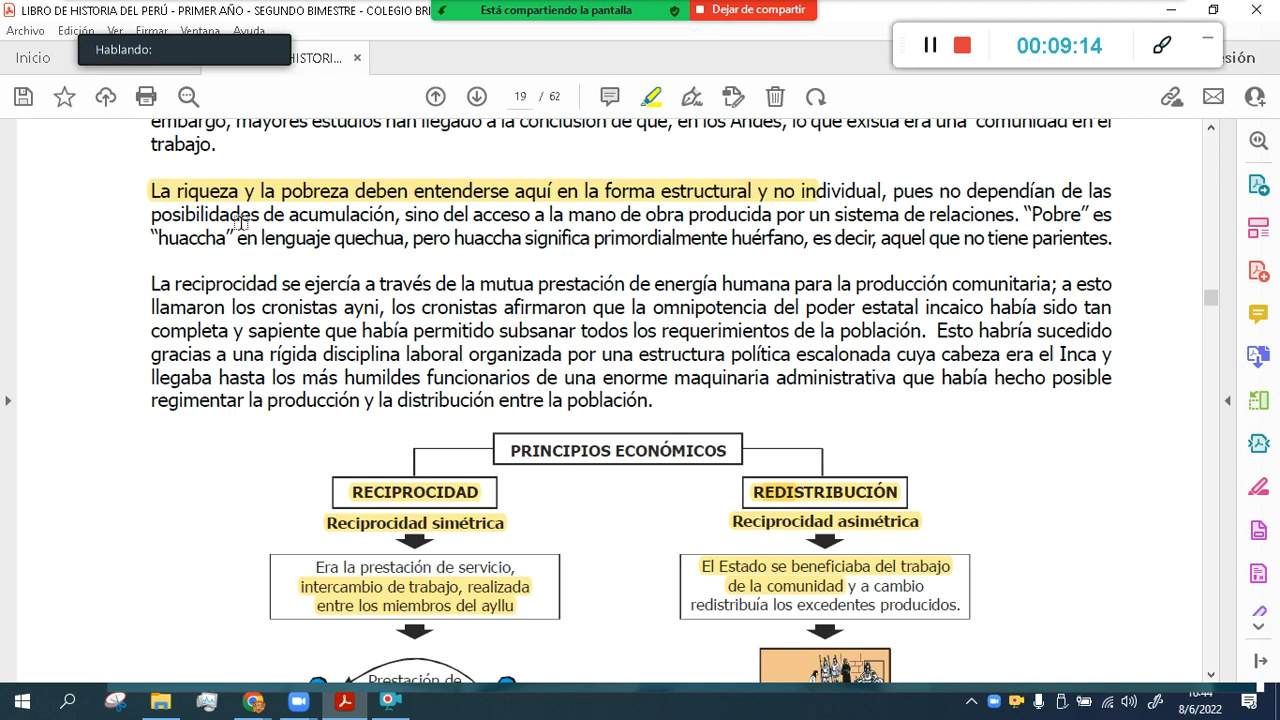 LIBRO DE HISTORIA DEL PERÚ - PRIMER AÑO - SEGUNDO BIMESTRE - COLEGIO BRI
Está compartiendo la pantalla
Dejar de compartir
Archivo Edición Ver Firmar Ventana Ayuda
Hablando:
00:09:14
Inicio
HISTORI...
esión
19 / 62
embargo, mayores estudios han llegado a la conclusión de que, en los Andes, lo que existía era una comunidad en el
trabajo.
La riqueza y la pobreza deben entenderse aquí en la forma estructural y no individual, pues no dependían de las
posibilidades de acumulación, sino del acceso a la mano de obra producida por un sistema de relaciones. “Pobre” es
“huaccha” en lenguaje quechua, pero huaccha significa primordialmente huérfano, es decir, aquel que no tiene parientes.
La reciprocidad se ejercía a través de la mutua prestación de energía humana para la producción comunitaria; a esto
llamaron los cronistas ayni, los cronistas afirmaron que la omnipotencia del poder estatal incaico había sido tan
completa y sapiente que había permitido subsanar todos los requerimientos de la población. Esto habría sucedido
gracias a una rígida disciplina laboral organizada por una estructura política escalonada cuya cabeza era el Inca y
llegaba hasta los más humildes funcionarios de una enorme maquinaria administrativa que había hecho posible
regimentar la producción y la distribución entre la población.
PRINCIPIOS ECONÓMICOS
RECIPROCIDAD
Reciprocidad simétrica
Era la prestación de servicio,
intercambio de trabajo, realizada
entre los miembros del ayllu
Prestación de
REDISTRIBUCIÓN
Reciprocidad asimétrica
El Estado se beneficiaba del trabajo
de la comunidad y a cambio
redistribuía los excedentes producidos.
10:44
8/6/2022